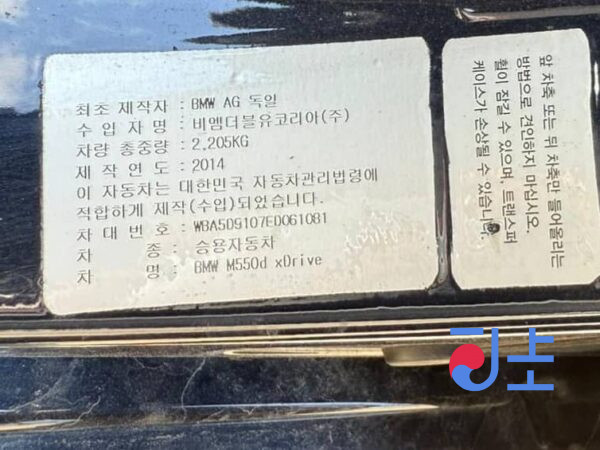 최초 제작자 : BMW AG 독일
수 입 자 명 : 비엠더블유코리아(주)
차량 총중량 : 2,205KG
제 작 연 도 : 2014
이 자동차는 대한민국 자동차관리법령에
적합하게 제작(수입)되었습니다.
차 대 번 호 : WBA5D9107ED061081
차 종 : 승용자동차
차 명 : BMW M550d xDrive
앞 차축 또는 뒤 차축만 들어올리는
방법으로 견인하지 마십시오.
휠이 잠길 수 있으며, 트랜스퍼
케이스가 손상될 수 있습니다.